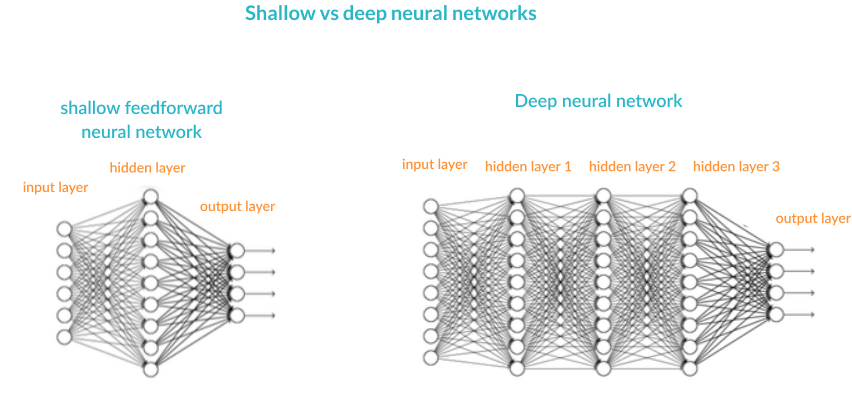 Shallow vs deep neural networks
shallow feedforward
neural network
hidden layer
input layer
output layer
Deep neural network
input layer
hidden layer 1
hidden layer 2
hidden layer 3
output layer